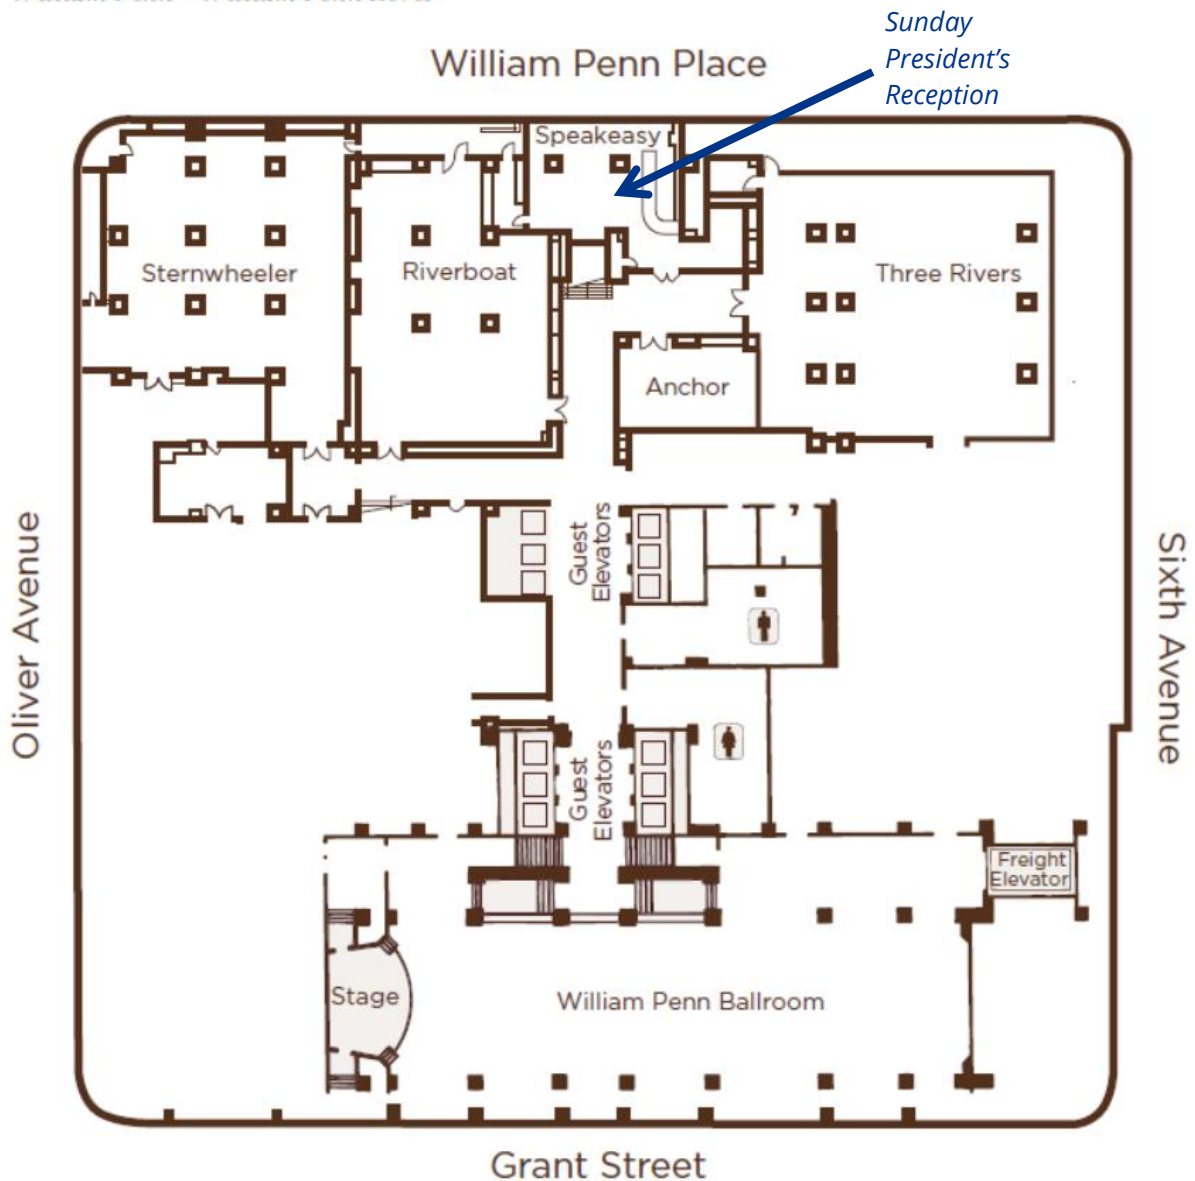 Sunday
President's
Reception
William Penn Place
Speakeasy
Sternwheeler
Riverboat
Three Rivers
Anchor
Oliver Avenue
Guest
Elevators
Sixth Avenue
Guest
Elevators
Freight
Elevator
Stage
William Penn Ballroom
Grant Street